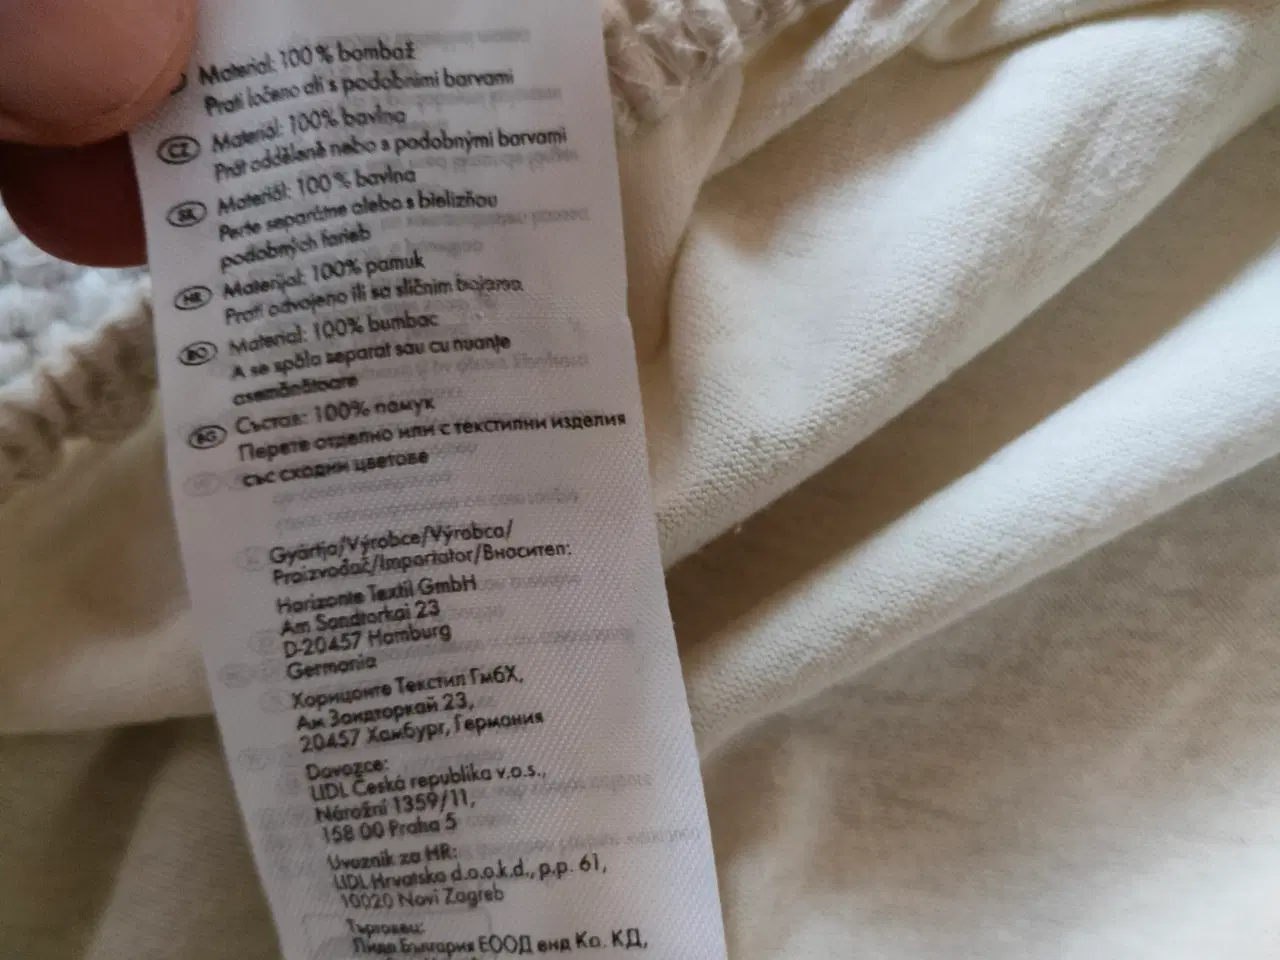 Material: 100% bombaž
Prati ločeno ali s podobnimi barvami
CZ Materiál: 100% bavlna
Prát odděleně nebo s podobnými barvami
SK Materiál: 100% bavlna
Perte separátne alebo s bielizňou
podobných farieb
HR Materijal: 100% pamuk
Prati odvojeno ili sa sličnim bojama.
RO Material: 100% bumbac
A se spăla separat sau cu nuanţe
asemănătoare
BG Състав: 100% памук
Перете отделно или с текстилни изделия
със сходни цветове
Gyártja/Výrobce/Výrobca/
Proizvođač/Importator/Вносител:
Horizonte Textil GmbH
Am Sandtorkai 23
D-20457 Hamburg
Germania
Хоризонте Текстил ГмбХ,
Ам Зандторкай 23,
20457 Хамбург, Германия
Dovozce:
LIDL Česká republika v.o.s.,
Nárožní 1359/11,
158 00 Praha 5
Uvoznik za HR:
LIDL Hrvatska d.o.o.k.d., p.p. 61,
10020 Novi Zagreb
Търговец:
Лидл България ЕООД енд Ко. КД,